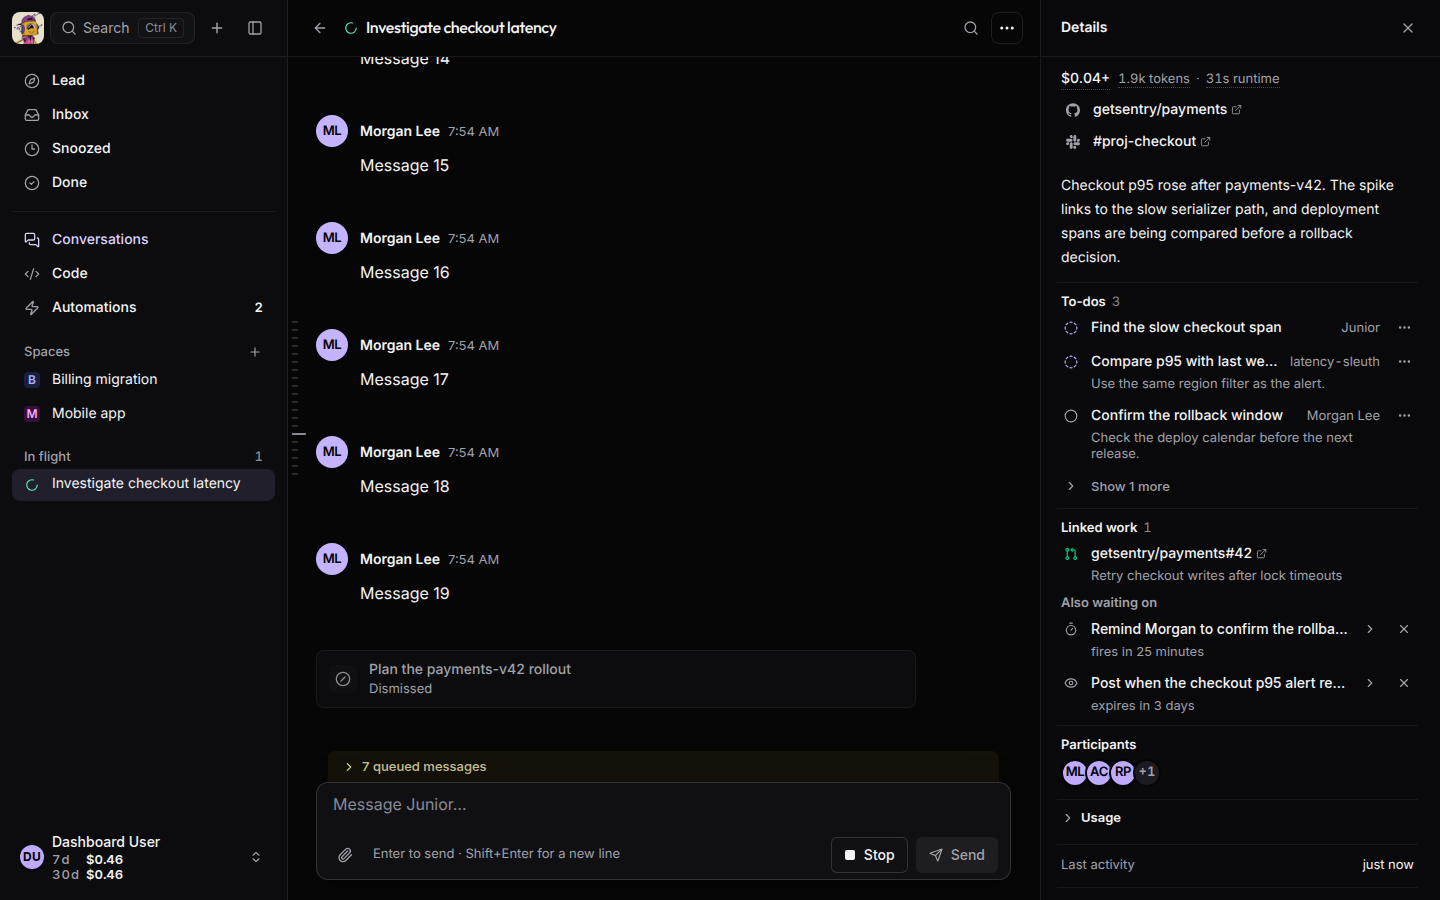 Search Ctrl K
Lead
Inbox
Snoozed
Done
Conversations
Code
Automations 2
Spaces
B Billing migration
M Mobile app
In flight 1
Investigate checkout latency
DU Dashboard User
7d $0.46
30d $0.46
Investigate checkout latency
Message 14
ML Morgan Lee 7:54 AM
Message 15
ML Morgan Lee 7:54 AM
Message 16
ML Morgan Lee 7:54 AM
Message 17
ML Morgan Lee 7:54 AM
Message 18
ML Morgan Lee 7:54 AM
Message 19
Plan the payments-v42 rollout
Dismissed
7 queued messages
Message Junior...
Enter to send · Shift+Enter for a new line
Stop
Send
Details
$0.04+ 1.9k tokens · 31s runtime
getsentry/payments
#proj-checkout
Checkout p95 rose after payments-v42. The spike
links to the slow serializer path, and deployment
spans are being compared before a rollback
decision.
To-dos 3
Find the slow checkout span Junior
Compare p95 with last we... latency-sleuth
Use the same region filter as the alert.
Confirm the rollback window Morgan Lee
Check the deploy calendar before the next
release.
Show 1 more
Linked work 1
getsentry/payments#42
Retry checkout writes after lock timeouts
Also waiting on
Remind Morgan to confirm the rollba...
fires in 25 minutes
Post when the checkout p95 alert re...
expires in 3 days
Participants
ML AC RP +1
Usage
Last activity just now